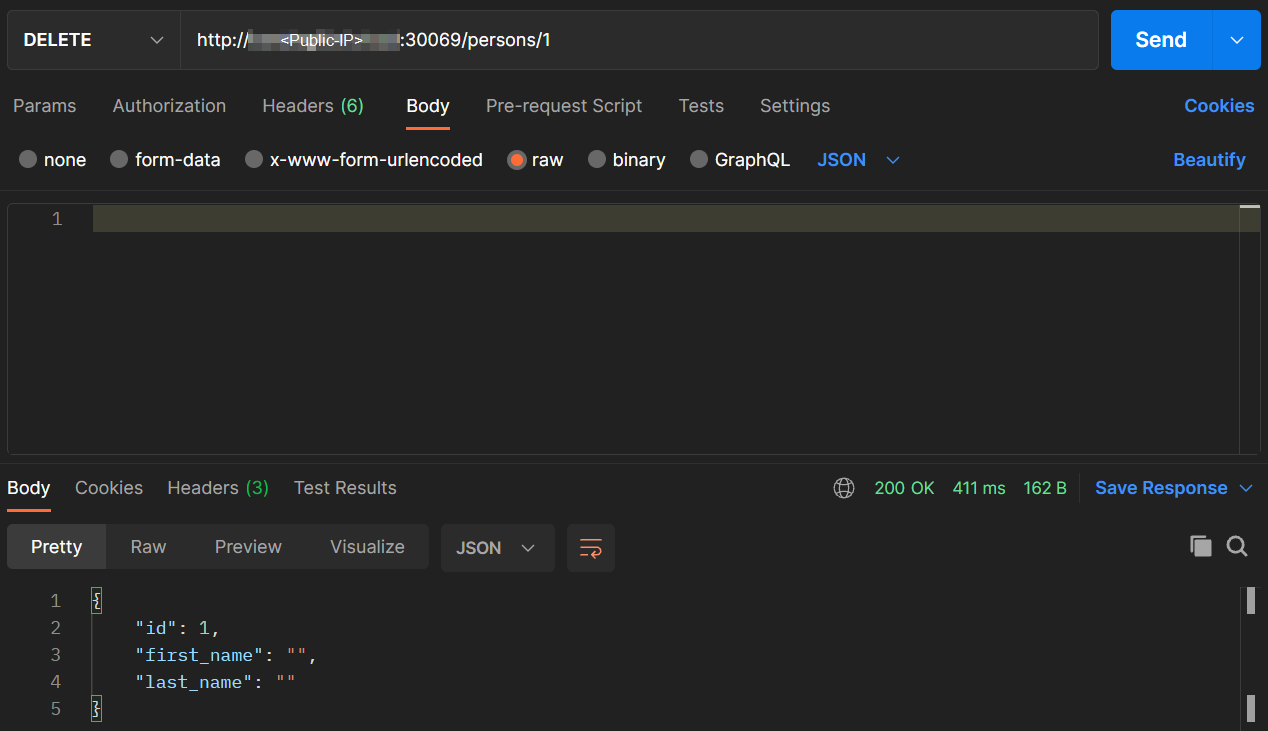 DELETE http://<Public-IP>:30069/persons/1 Send
Params Authorization Headers (6) Body Pre-request Script Tests Settings Cookies
none form-data x-www-form-urlencoded raw binary GraphQL JSON Beautify
1
Body Cookies Headers (3) Test Results 200 OK 411 ms 162 B Save Response
Pretty Raw Preview Visualize JSON
1 {
2 "id": 1,
3 "first_name": "",
4 "last_name": ""
5 }